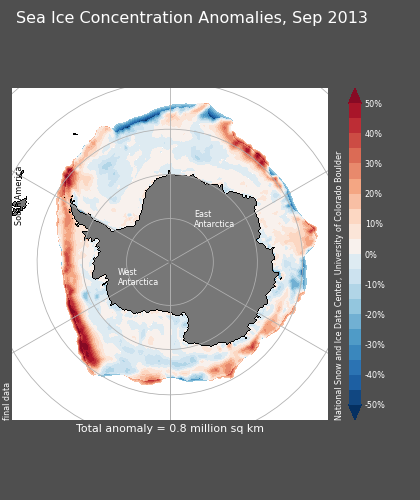 Sea Ice Concentration Anomalies, Sep 2013
South America
East
Antarctica
West
Antarctica
final data
National Snow and Ice Data Center, University of Colorado Boulder
50%
40%
30%
20%
10%
0%
-10%
-20%
-30%
-40%
-50%
Total anomaly = 0.8 million sq km